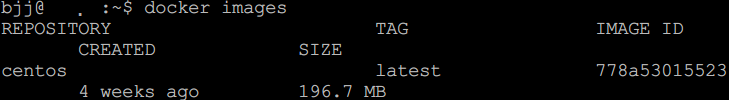 bjj@ . :~$ docker images
REPOSITORY TAG IMAGE ID
CREATED SIZE
centos latest 778a53015523
4 weeks ago 196.7 MB